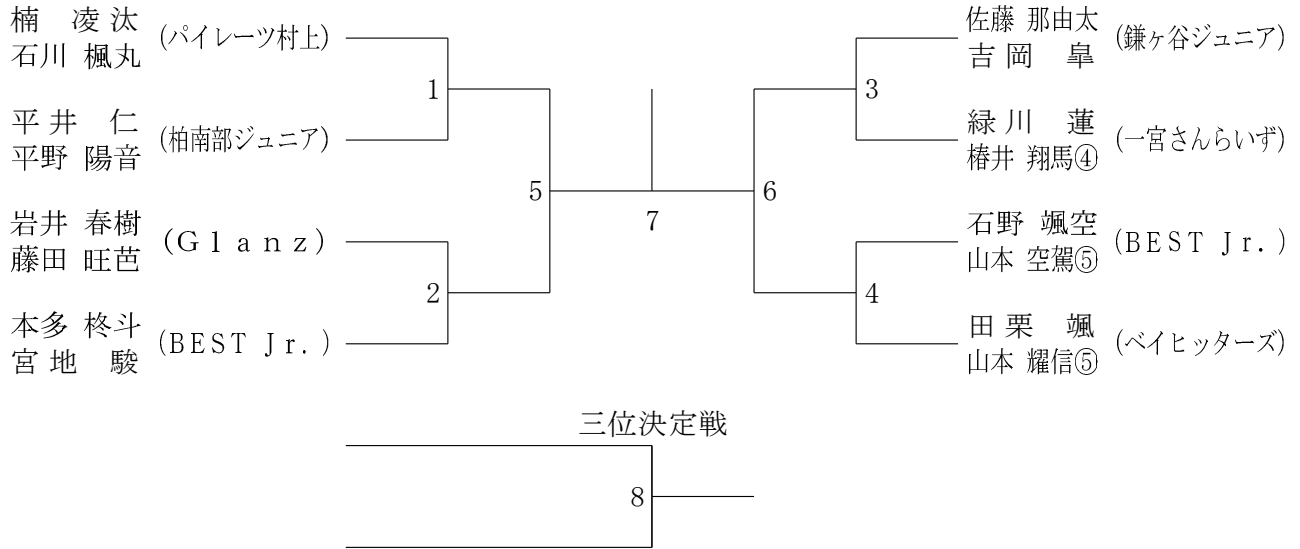 楠 凌汰
石川 楓丸
(パイレーツ村上)
1
平井 仁
平野 陽音
(柏南部ジュニア)
5
岩井 春樹
藤田 旺芭
(Glanz)
2
本多 柊斗
宮地 駿
(BEST Jr.)
7
佐藤 那由太
吉岡 皐
(鎌ヶ谷ジュニア)
3
緑川 蓮
椿井 翔馬④
(一宮さんらいず)
6
石野 颯空
山本 空駕⑤
(BEST Jr.)
4
田栗 颯
山本 耀信⑤
(ベイヒッターズ)
三位決定戦
8